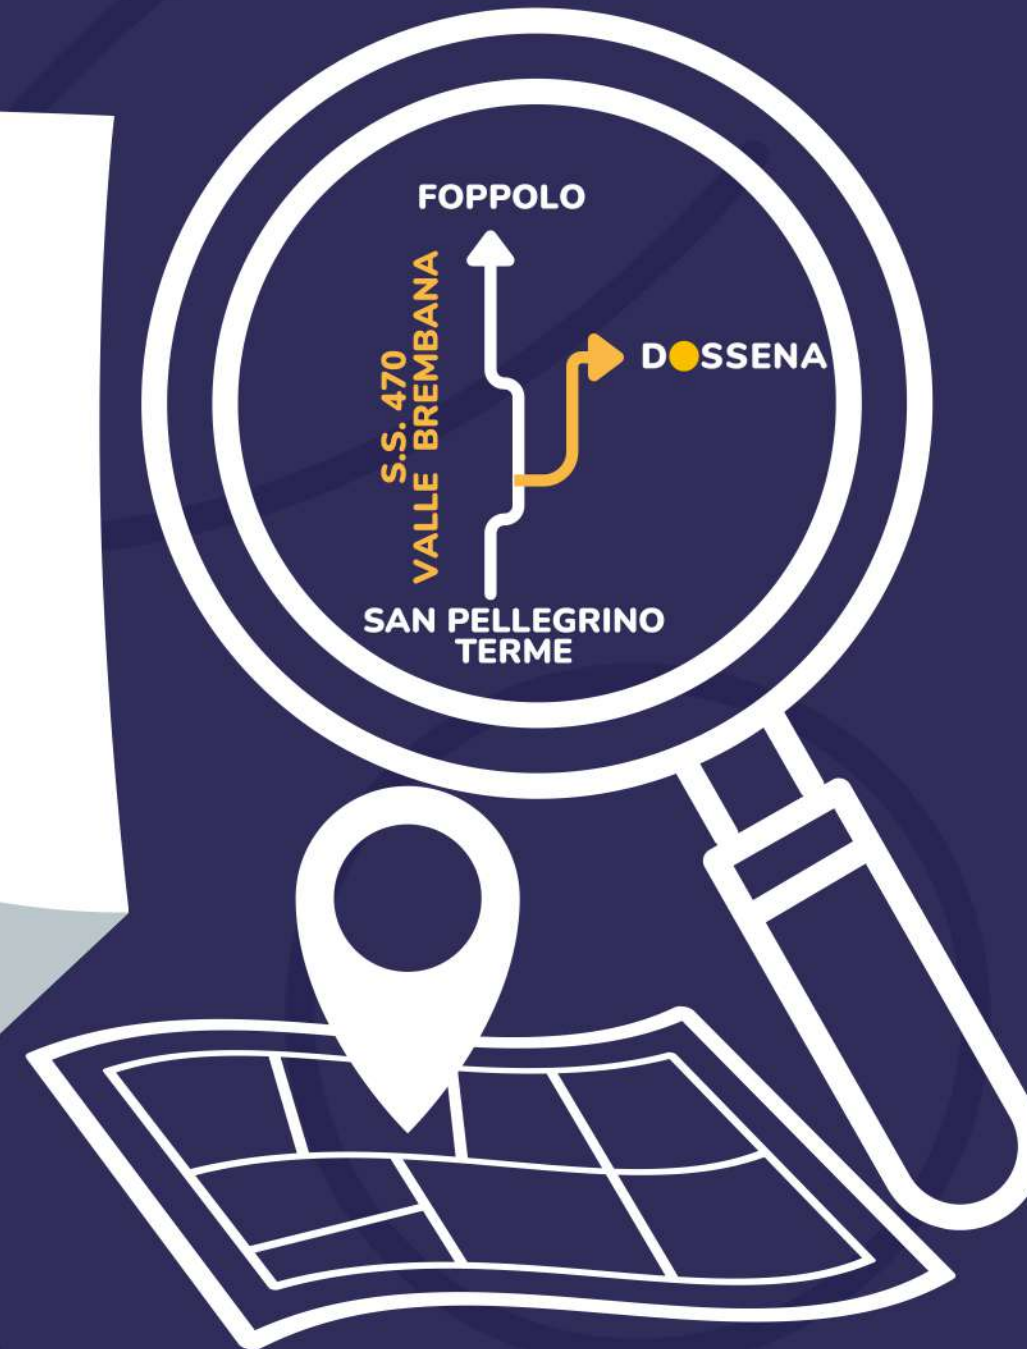 FOPPOLO
S.S. 470
VALLE BREMBANA
DOSSENA
SAN PELLEGRINO
TERME